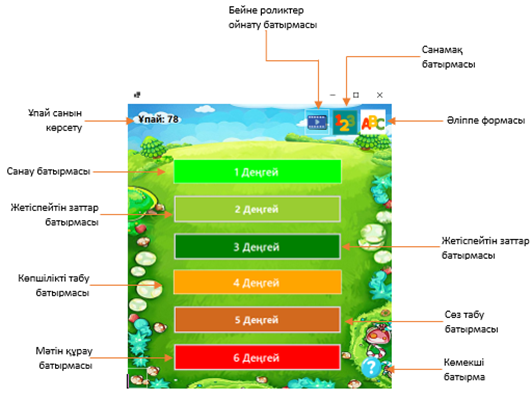 Бейне роликтер
ойнату батырмасы
Санамақ
батырмасы
Ұпай санын
көрсету
Ұпай: 78
123
ABC
Әліппе формасы
Санау батырмасы
1 Деңгей
Жетіспейтін заттар
батырмасы
2 Деңгей
3 Деңгей
Жетіспейтін заттар
батырмасы
Көпшілікті табу
батырмасы
4 Деңгей
5 Деңгей
Сөз табу
батырмасы
Мәтін құрау
батырмасы
6 Деңгей
?
Көмекші
батырма